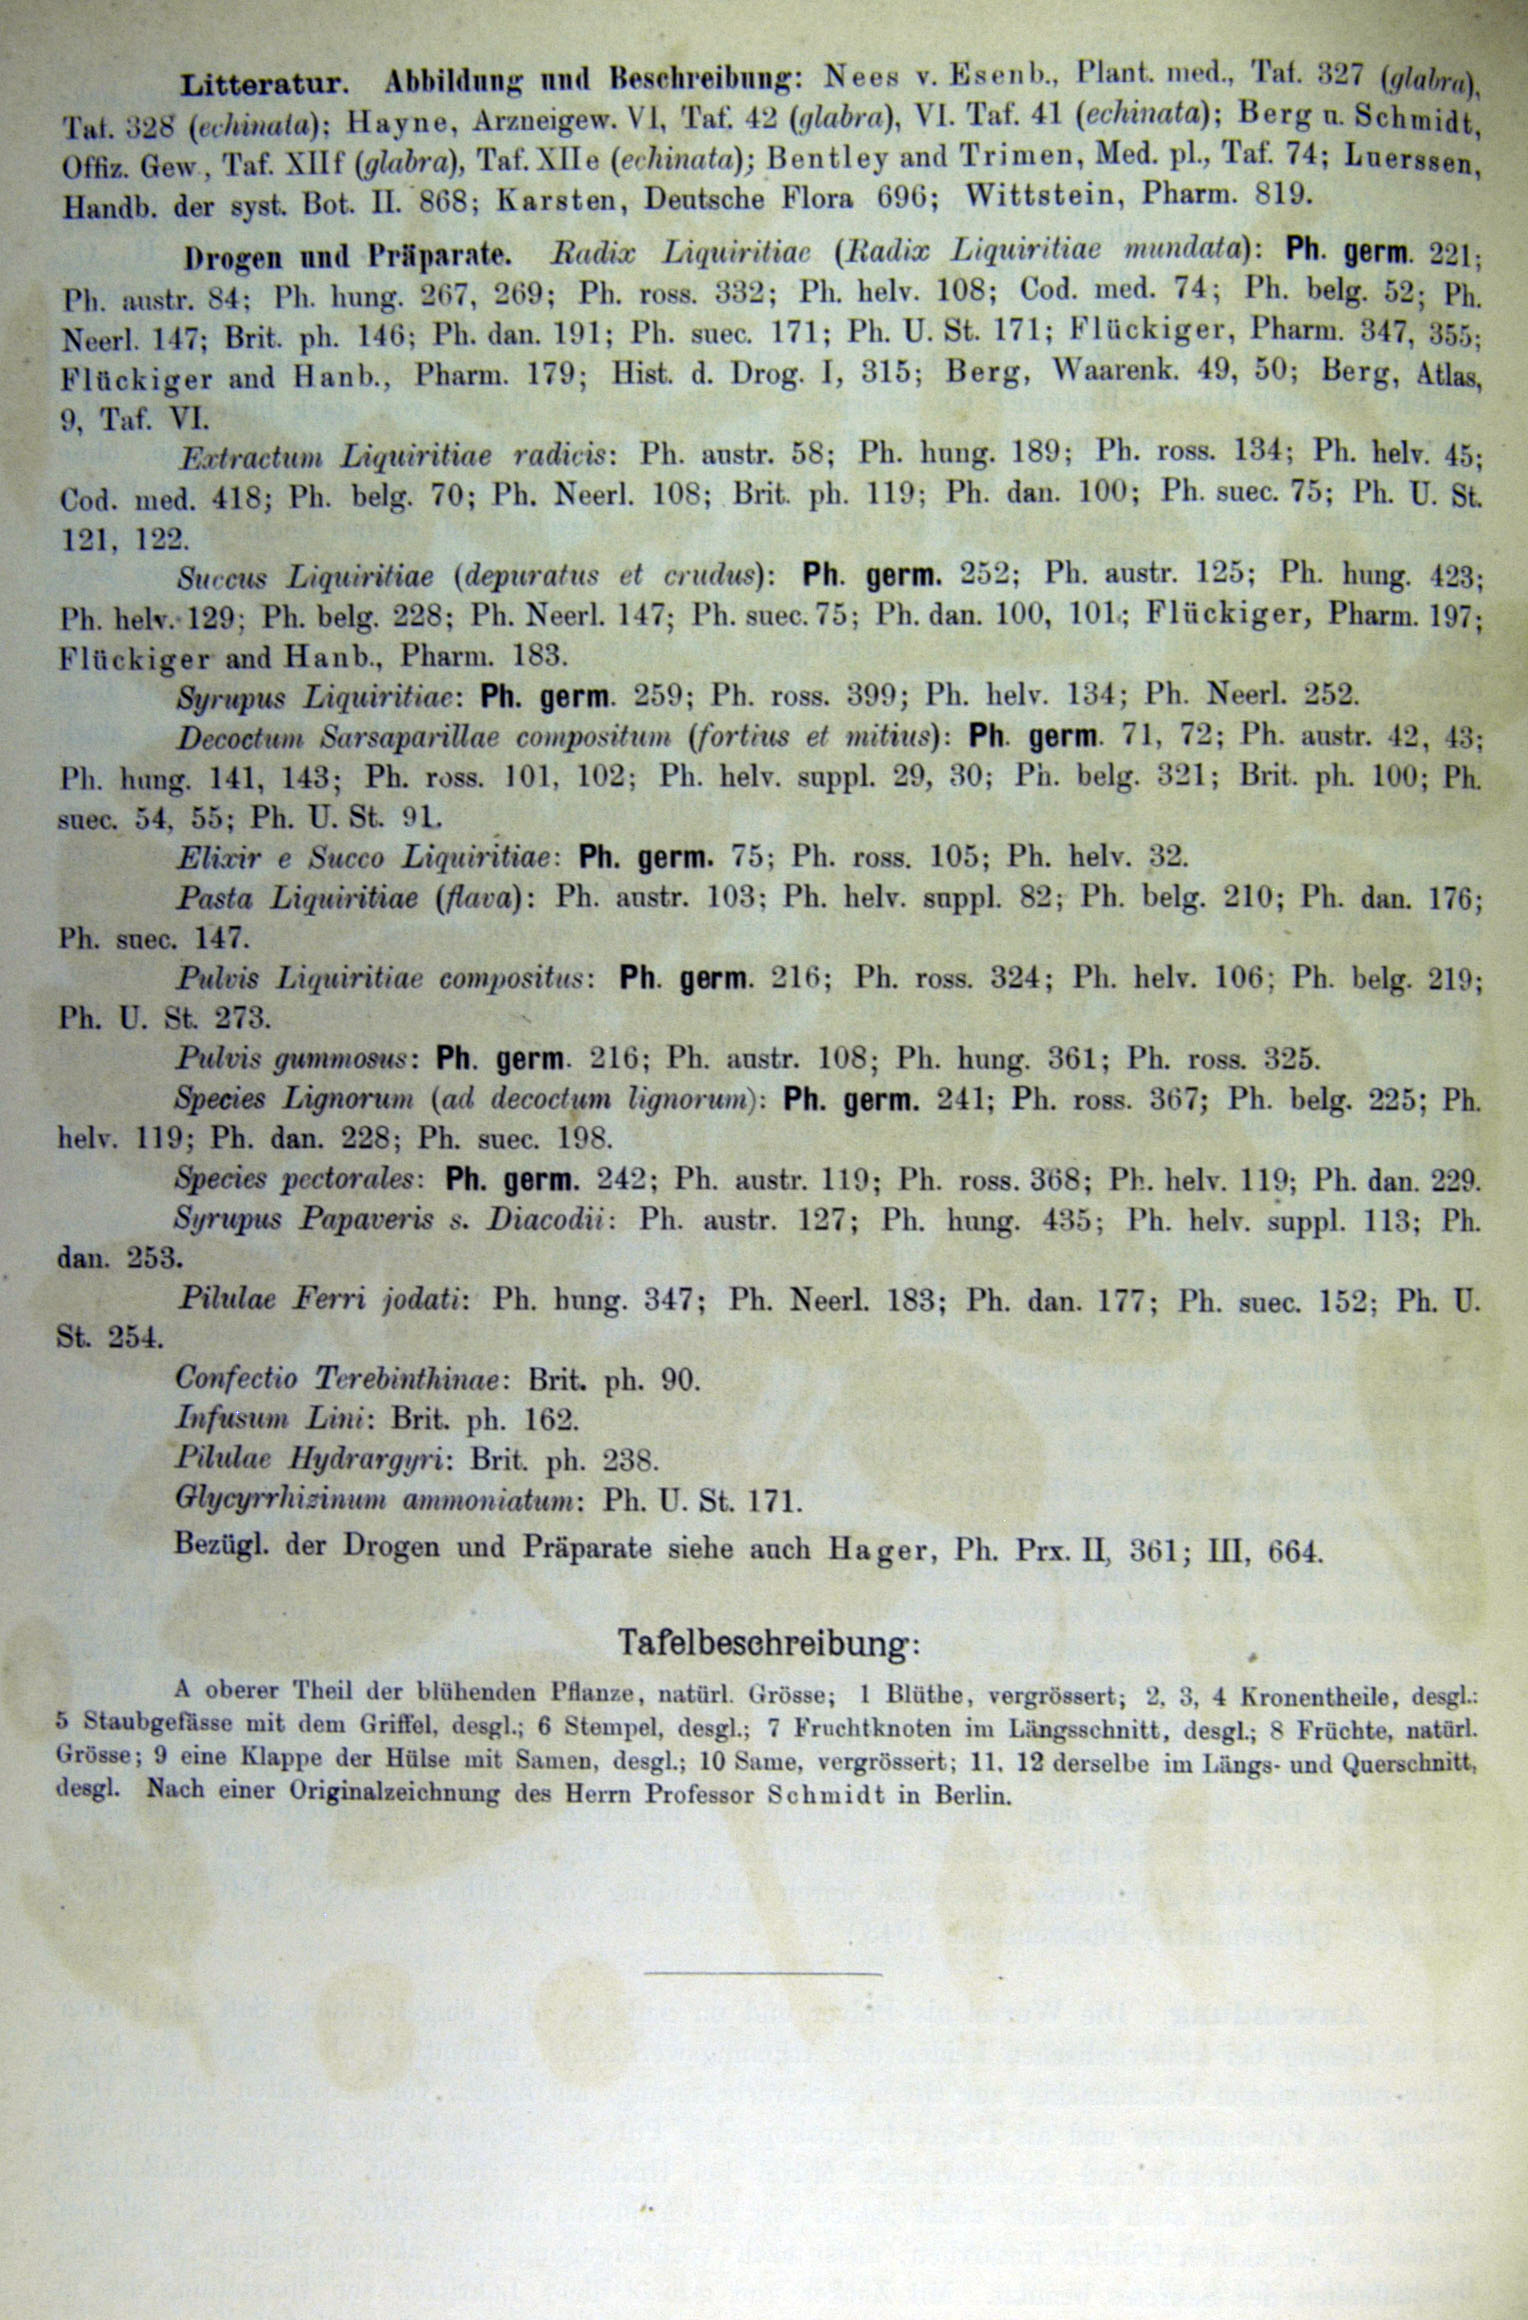 Litteratur. Abbildung und Beschreibung: Nees v. Esenb., Plant. med., Taf. 327 (glabra),
Taf. 328 (echinata); Hayne, Arzneigew. VI, Taf. 42 (glabra), VI. Taf. 41 (echinata); Berg u. Schmidt,
Offiz. Gew., Taf. XIIf (glabra), Taf. XIIe (echinata); Bentley and Trimen, Med. pl., Taf. 74; Luerssen,
Handb. der syst. Bot. II. 868; Karsten, Deutsche Flora 696; Wittstein, Pharm. 819.
Drogen und Präparate. Radix Liquiritiae (Radix Liquiritiae mundata): Ph. germ. 221;
Ph. austr. 84; Ph. hung. 267, 269; Ph. ross. 332; Ph. helv. 108; Cod. med. 74; Ph. belg. 52; Ph.
Neerl. 147; Brit. ph. 146; Ph. dan. 191; Ph. suec. 171; Ph. U. St. 171; Flückiger, Pharm. 347, 355;
Flückiger and Hanb., Pharm. 179; Hist. d. Drog. I, 315; Berg, Waarenk. 49, 50; Berg, Atlas,
9, Taf. VI.
Extractum Liquiritiae radicis: Ph. austr. 58; Ph. hung. 189; Ph. ross. 134; Ph. helv. 45;
Cod. med. 418; Ph. belg. 70; Ph. Neerl. 108; Brit. ph. 119; Ph. dan. 100; Ph. suec. 75; Ph. U. St.
121, 122.
Succus Liquiritiae (depuratus et crudus): Ph. germ. 252; Ph. austr. 125; Ph. hung. 423;
Ph. helv. 129; Ph. belg. 228; Ph. Neerl. 147; Ph. suec. 75; Ph. dan. 100, 101.; Flückiger, Pharm. 197;
Flückiger and Hanb., Pharm. 183.
Syrupus Liquiritiae: Ph. germ. 259; Ph. ross. 399; Ph. helv. 134; Ph. Neerl. 252.
Decoctum Sarsaparillae compositum (fortius et mitius): Ph. germ. 71, 72; Ph. austr. 42, 43;
Ph. hung. 141, 143; Ph. ross. 101, 102; Ph. helv. suppl. 29, 30; Ph. belg. 321; Brit. ph. 100; Ph.
suec. 54, 55; Ph. U. St. 91.
Elixir e Succo Liquiritiae: Ph. germ. 75; Ph. ross. 105; Ph. helv. 32.
Pasta Liquiritiae (flava): Ph. austr. 103; Ph. helv. suppl. 82; Ph. belg. 210; Ph. dan. 176;
Ph. suec. 147.
Pulvis Liquiritiae compositus: Ph. germ. 216; Ph. ross. 324; Ph. helv. 106; Ph. belg. 219;
Ph. U. St. 273.
Pulvis gummosus: Ph. germ. 216; Ph. austr. 108; Ph. hung. 361; Ph. ross. 325.
Species Lignorum (ad decoctum lignorum): Ph. germ. 241; Ph. ross. 367; Ph. belg. 225; Ph.
helv. 119; Ph. dan. 228; Ph. suec. 198.
Species pectorales: Ph. germ. 242; Ph. austr. 119; Ph. ross. 368; Ph. helv. 119; Ph. dan. 229.
Syrupus Papaveris s. Diacodii: Ph. austr. 127; Ph. hung. 435; Ph. helv. suppl. 113; Ph.
dan. 253.
Pilulae Ferri jodati: Ph. hung. 347; Ph. Neerl. 183; Ph. dan. 177; Ph. suec. 152; Ph. U.
St. 254.
Confectio Terebinthinae: Brit. ph. 90.
Infusum Lini: Brit. ph. 162.
Pilulae Hydrargyri: Brit. ph. 238.
Glycyrrhizinum ammoniatum: Ph. U. St. 171.
Bezügl. der Drogen und Präparate siehe auch Hager, Ph. Prx. II, 361; III, 664.
Tafelbeschreibung:
A oberer Theil der blühenden Pflanze, natürl. Grösse; 1 Blüthe, vergrössert; 2, 3, 4 Kronentheile, desgl.:
5 Staubgefässe mit dem Griffel, desgl.; 6 Stempel, desgl.; 7 Fruchtknoten im Längsschnitt, desgl.; 8 Früchte, natürl.
Grösse; 9 eine Klappe der Hülse mit Samen, desgl.; 10 Same, vergrössert; 11, 12 derselbe im Längs- und Querschnitt,
desgl. Nach einer Originalzeichnung des Herrn Professor Schmidt in Berlin.